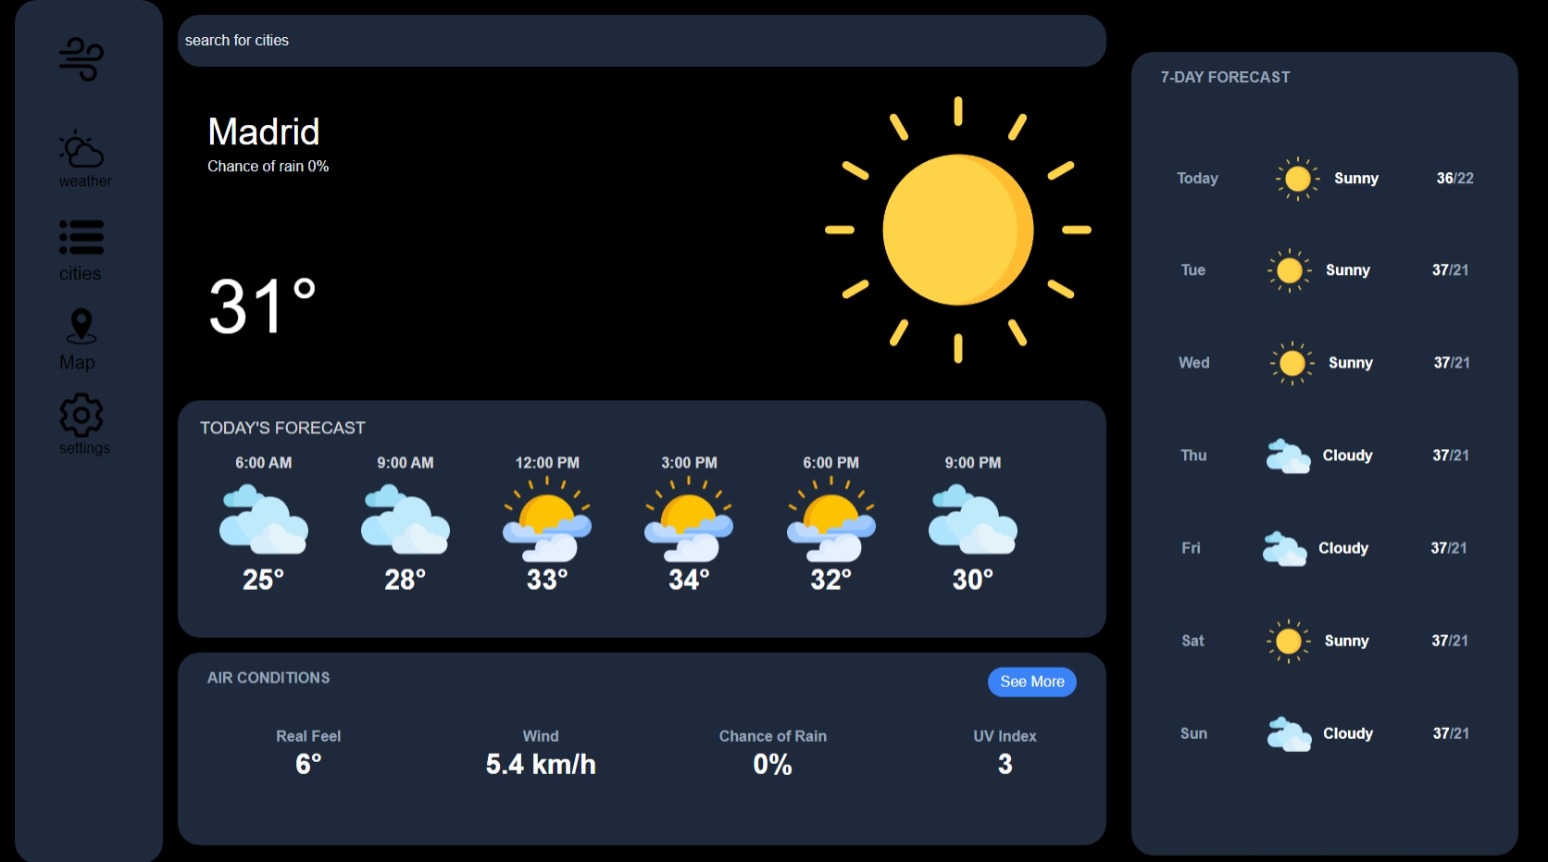 weather
cities
Map
settings
search for cities
Madrid
Chance of rain 0%
31°
TODAY'S FORECAST
6:00 AM 9:00 AM 12:00 PM 3:00 PM 6:00 PM 9:00 PM
25° 28° 33° 34° 32° 30°
AIR CONDITIONS
See More
Real Feel Wind Chance of Rain UV Index
6° 5.4 km/h 0% 3
7-DAY FORECAST
Today Sunny 36/22
Tue Sunny 37/21
Wed Sunny 37/21
Thu Cloudy 37/21
Fri Cloudy 37/21
Sat Sunny 37/21
Sun Cloudy 37/21